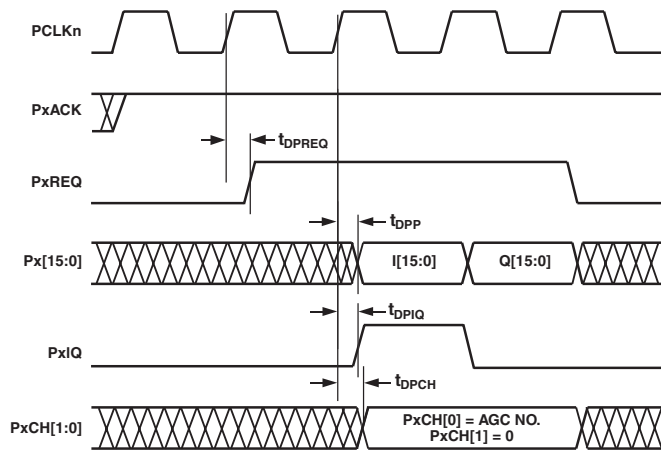 PCLKn
PxACK
tDPREQ
PxREQ
tDPP
Px[15:0]
I[15:0]
Q[15:0]
tDPIQ
PxIQ
tDPCH
PxCH[1:0]
PxCH[0] = AGC NO.
PxCH[1] = 0